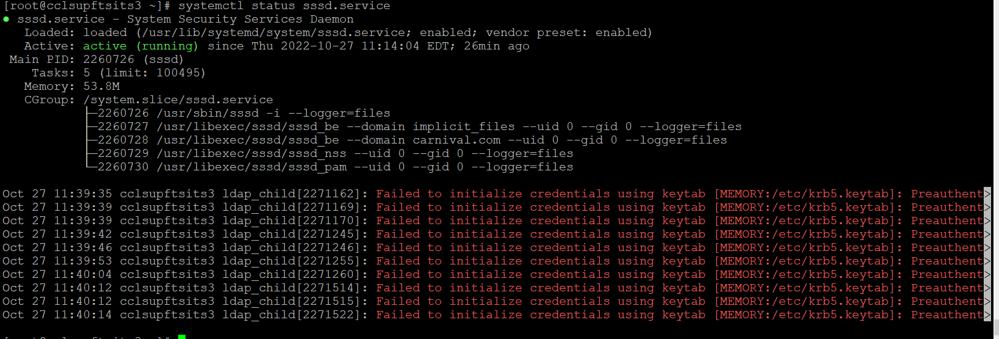 [root@cclsupftsits3 ~]# systemctl status sssd.service
● sssd.service - System Security Services Daemon
   Loaded: loaded (/usr/lib/systemd/system/sssd.service; enabled; vendor preset: enabled)
   Active: active (running) since Thu 2022-10-27 11:14:04 EDT; 26min ago
 Main PID: 2260726 (sssd)
    Tasks: 5 (limit: 100495)
   Memory: 53.8M
   CGroup: /system.slice/sssd.service
           ├─2260726 /usr/sbin/sssd -i --logger=files
           ├─2260727 /usr/libexec/sssd/sssd_be --domain implicit_files --uid 0 --gid 0 --logger=files
           ├─2260728 /usr/libexec/sssd/sssd_be --domain carnival.com --uid 0 --gid 0 --logger=files
           ├─2260729 /usr/libexec/sssd/sssd_nss --uid 0 --gid 0 --logger=files
           └─2260730 /usr/libexec/sssd/sssd_pam --uid 0 --gid 0 --logger=files
Oct 27 11:39:35 cclsupftsits3 ldap_child[2271162]: Failed to initialize credentials using keytab [MEMORY:/etc/krb5.keytab]: Preauthent>
Oct 27 11:39:39 cclsupftsits3 ldap_child[2271169]: Failed to initialize credentials using keytab [MEMORY:/etc/krb5.keytab]: Preauthent>
Oct 27 11:39:39 cclsupftsits3 ldap_child[2271170]: Failed to initialize credentials using keytab [MEMORY:/etc/krb5.keytab]: Preauthent>
Oct 27 11:39:42 cclsupftsits3 ldap_child[2271245]: Failed to initialize credentials using keytab [MEMORY:/etc/krb5.keytab]: Preauthent>
Oct 27 11:39:46 cclsupftsits3 ldap_child[2271246]: Failed to initialize credentials using keytab [MEMORY:/etc/krb5.keytab]: Preauthent>
Oct 27 11:39:53 cclsupftsits3 ldap_child[2271255]: Failed to initialize credentials using keytab [MEMORY:/etc/krb5.keytab]: Preauthent>
Oct 27 11:40:04 cclsupftsits3 ldap_child[2271260]: Failed to initialize credentials using keytab [MEMORY:/etc/krb5.keytab]: Preauthent>
Oct 27 11:40:12 cclsupftsits3 ldap_child[2271514]: Failed to initialize credentials using keytab [MEMORY:/etc/krb5.keytab]: Preauthent>
Oct 27 11:40:12 cclsupftsits3 ldap_child[2271515]: Failed to initialize credentials using keytab [MEMORY:/etc/krb5.keytab]: Preauthent>
Oct 27 11:40:14 cclsupftsits3 ldap_child[2271522]: Failed to initialize credentials using keytab [MEMORY:/etc/krb5.keytab]: Preauthent>